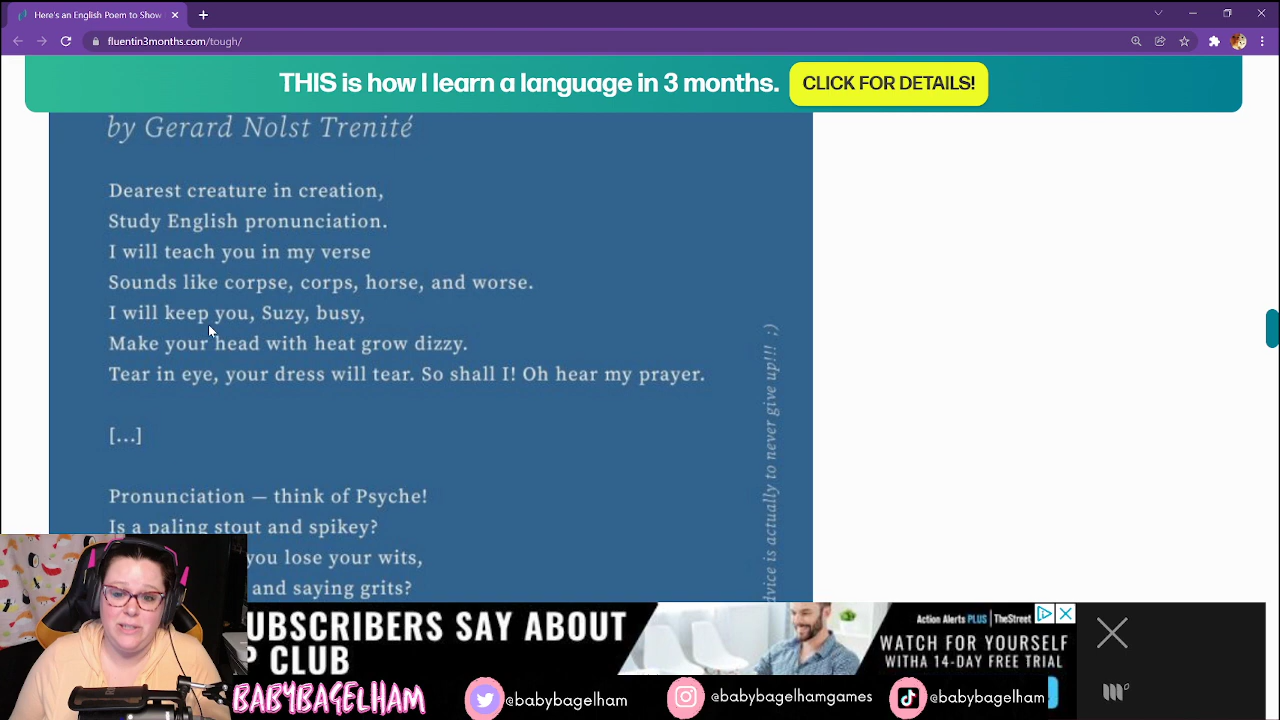 Here's an English Poem to Show
fluentin3months.com/tough/
THIS is how I learn a language in 3 months. CLICK FOR DETAILS!
by Gerard Nolst Trenité
Dearest creature in creation,
Study English pronunciation.
I will teach you in my verse
Sounds like corpse, corps, horse, and worse.
I will keep you, Suzy, busy,
Make your head with heat grow dizzy.
Tear in eye, your dress will tear. So shall I! Oh hear my prayer.
[...]
Pronunciation — think of Psyche!
Is a paling stout and spikey?
you lose your wits,
and saying grits?
is actually to never give up!!! ;)
SUBSCRIBERS SAY ABOUT
CLUB
Action Alerts PLUS | TheStreet
WATCH FOR YOURSELF
WITH A 14-DAY FREE TRIAL
BABYBAGELHAM
@babybagelham
@babybagelhamgames
@babybagelham